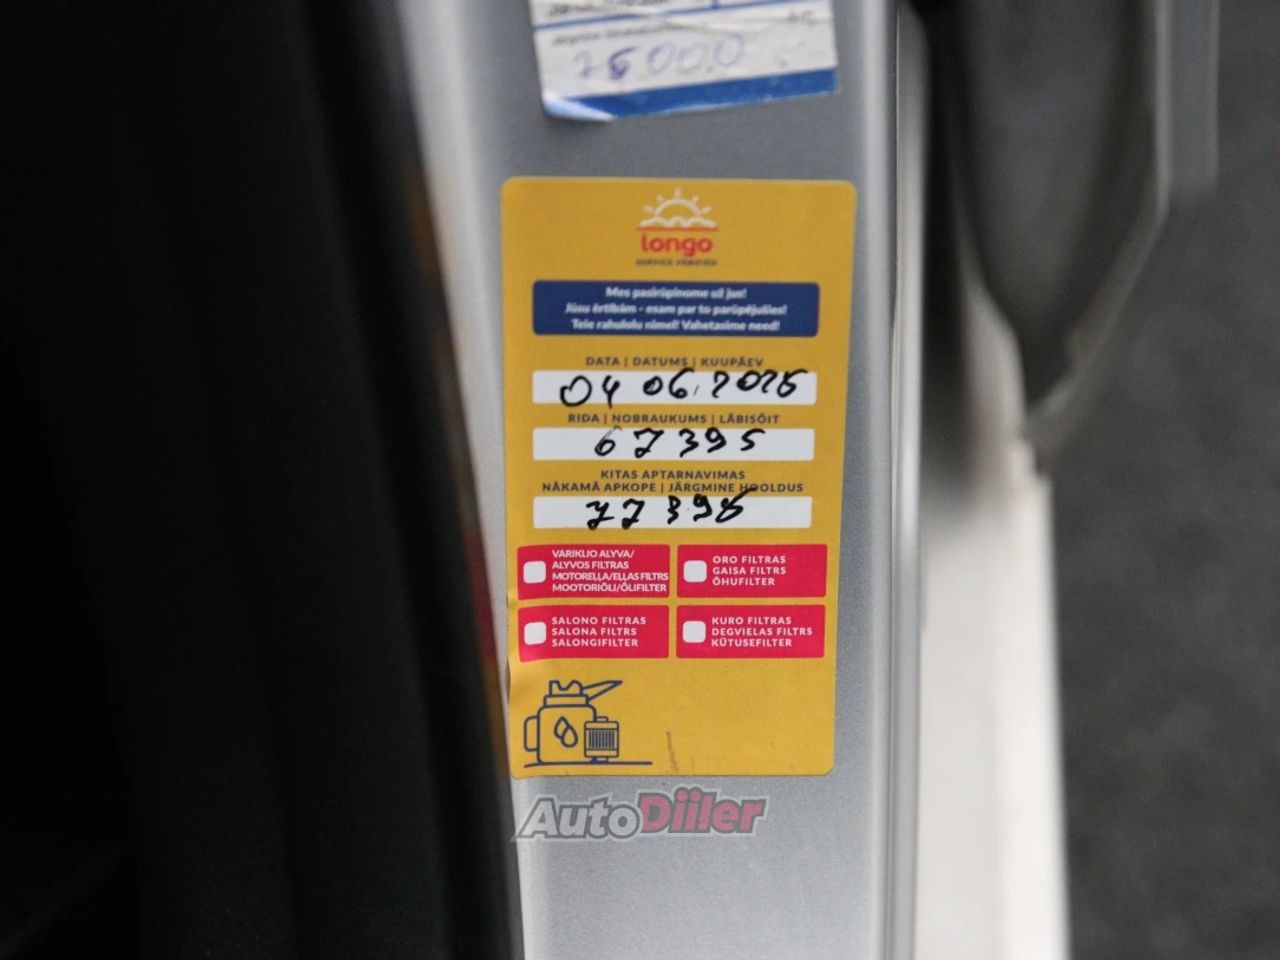 75000
longo
SERVICE VERIFIED
Mes pasirūpinome už jus!
Jūsu ērtībām - esam par to parūpējušies!
Teie rahulolu nimel! Vahetasime need!
DATA | DATUMS | KUUPÄEV
04 06. 2025
RIDA | NOBRAUKUMS | LÄBISÕIT
67395
KITAS APTARNAVIMAS
NĀKAMĀ APKOPE | JÄRGMINE HOOLDUS
77395
VARIKLIO ALYVA/
ALYVOS FILTRAS
MOTOREĻĻA/EĻĻAS FILTRS
MOOTORIÕLI/ÕLIFILTER
ORO FILTRAS
GAISA FILTRS
ÕHUFILTER
SALONO FILTRAS
SALONA FILTRS
SALONGIFILTER
KURO FILTRAS
DEGVIELAS FILTRS
KÜTUSEFILTER
AutoDiiler